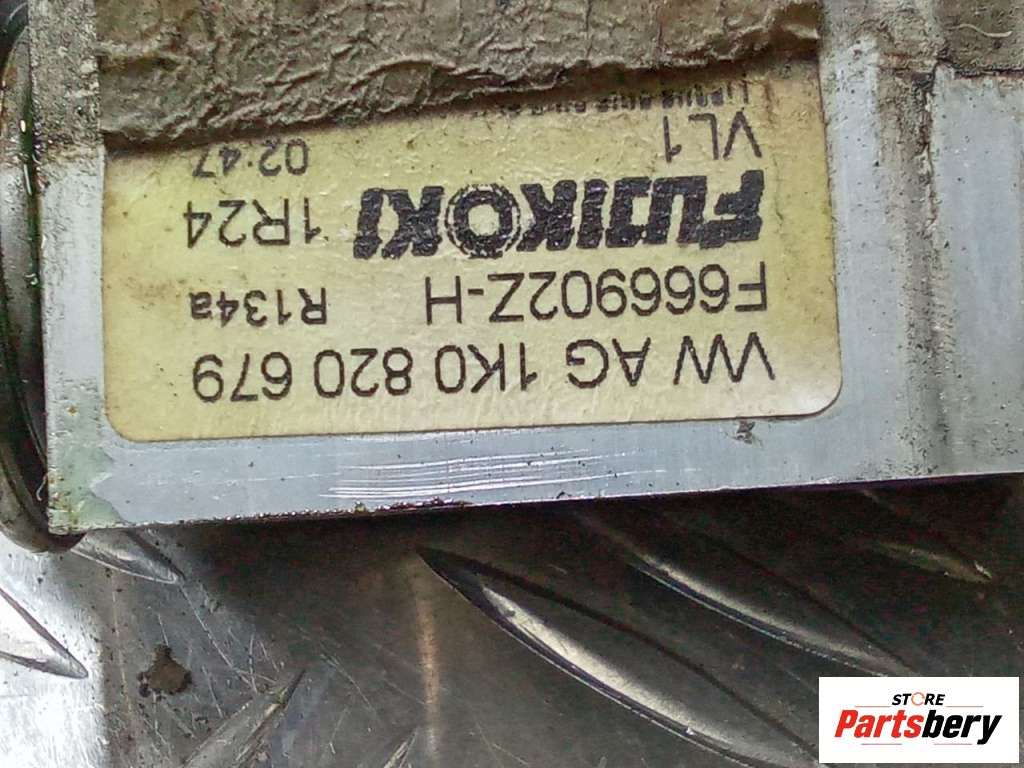 VW AG 1K0 820 679
F666902Z-H R134a
FUJIKOKI 1R24
VL1 02:47
STORE
Partsbery